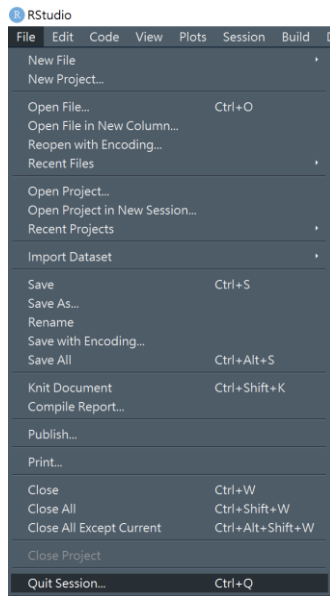 R RStudio
File Edit Code View Plots Session Build
New File
New Project...
Open File... Ctrl+O
Open File in New Column...
Reopen with Encoding...
Recent Files
Open Project...
Open Project in New Session...
Recent Projects
Import Dataset
Save Ctrl+S
Save As...
Rename
Save with Encoding...
Save All Ctrl+Alt+S
Knit Document Ctrl+Shift+K
Compile Report...
Publish...
Print...
Close Ctrl+W
Close All Ctrl+Shift+W
Close All Except Current Ctrl+Alt+Shift+W
Close Project
Quit Session... Ctrl+Q